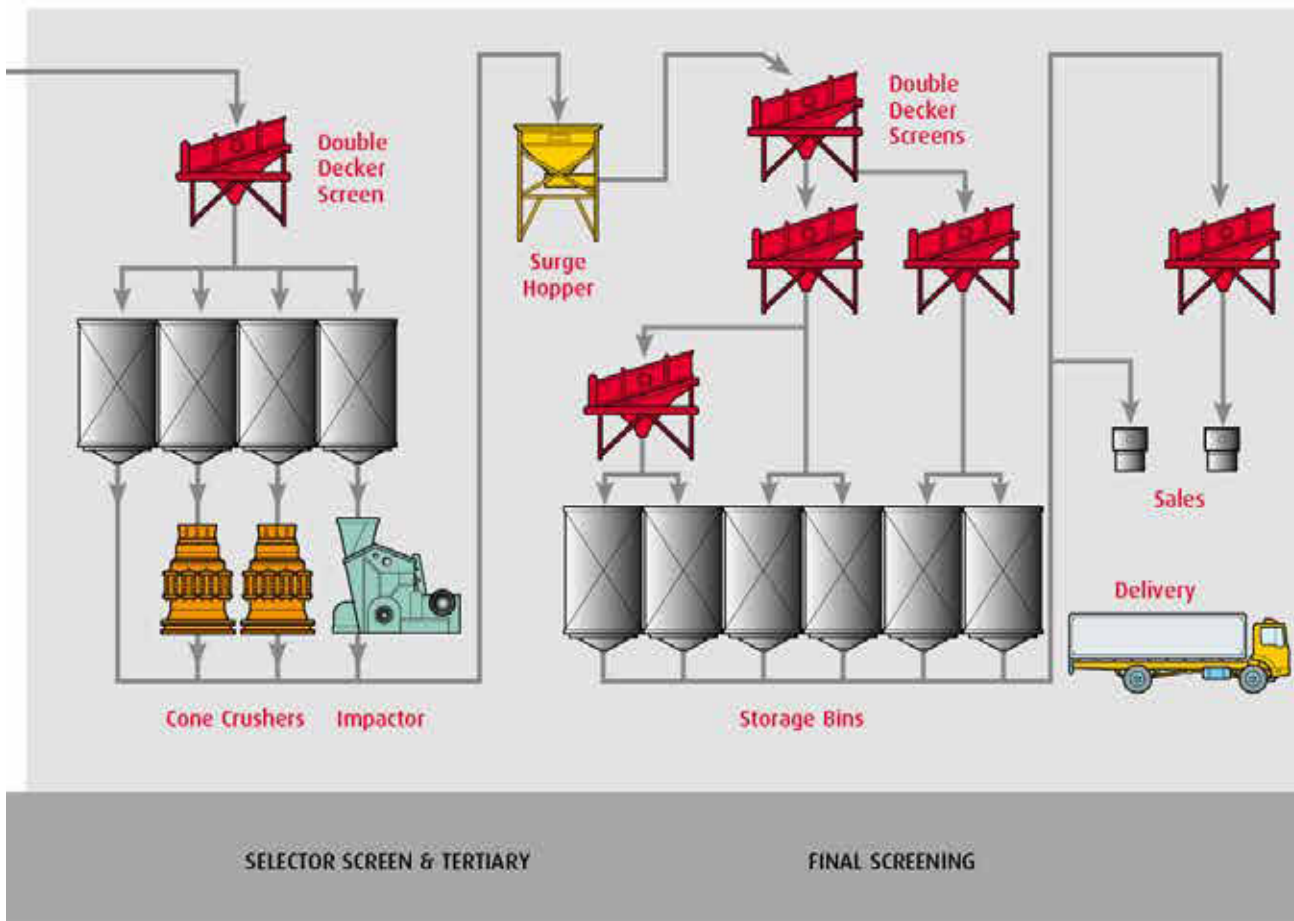 Double
Decker
Screen
Surge
Hopper
Double
Decker
Screens
Sales
Delivery
Cone Crushers
Impactor
Storage Bins
SELECTOR SCREEN & TERTIARY
FINAL SCREENING